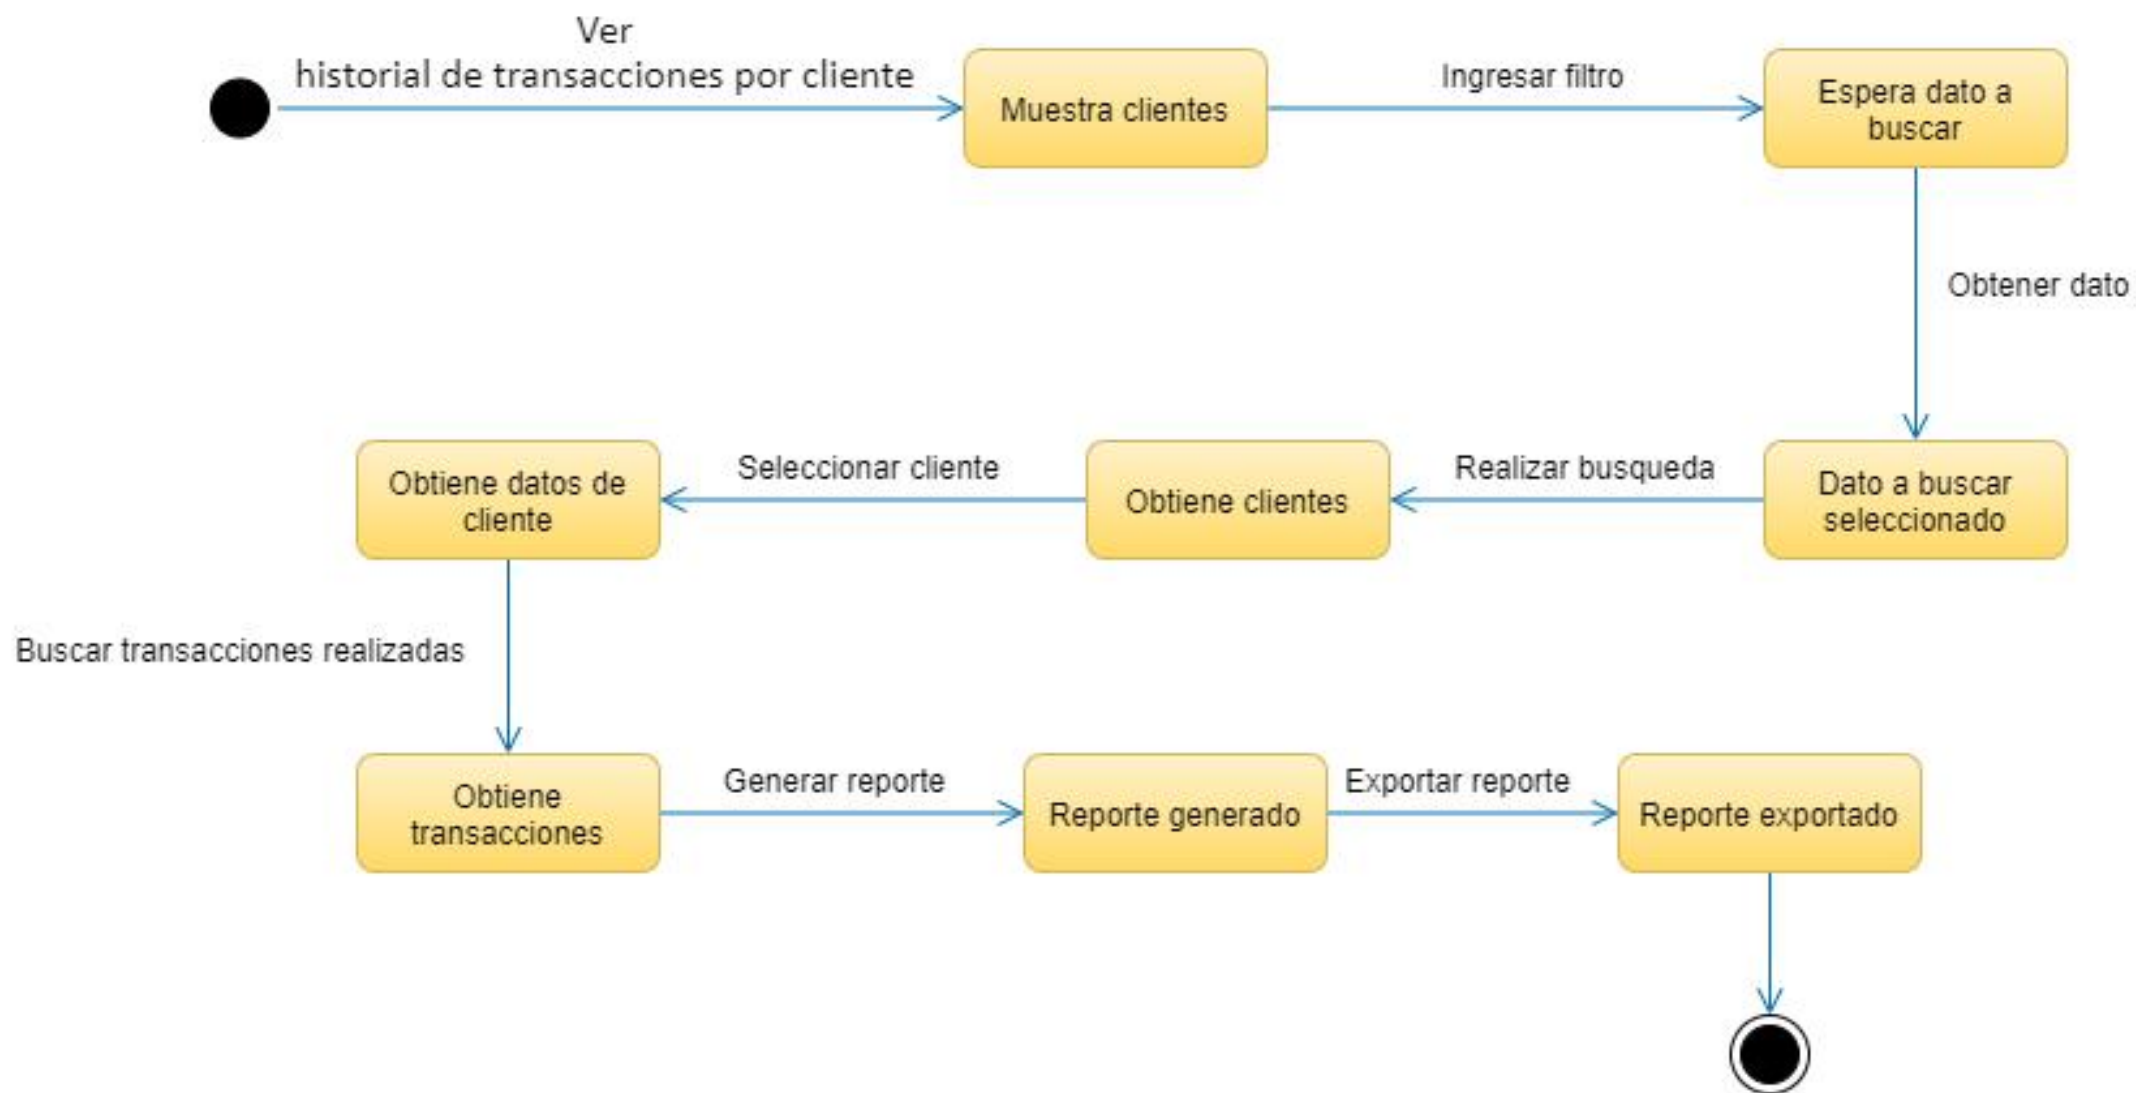 Ver
historial de transacciones por cliente
Muestra clientes
Ingresar filtro
Espera dato a
buscar
Obtener dato
Dato a buscar
seleccionado
Realizar busqueda
Obtiene clientes
Seleccionar cliente
Obtiene datos de
cliente
Buscar transacciones realizadas
Obtiene
transacciones
Generar reporte
Reporte generado
Exportar reporte
Reporte exportado